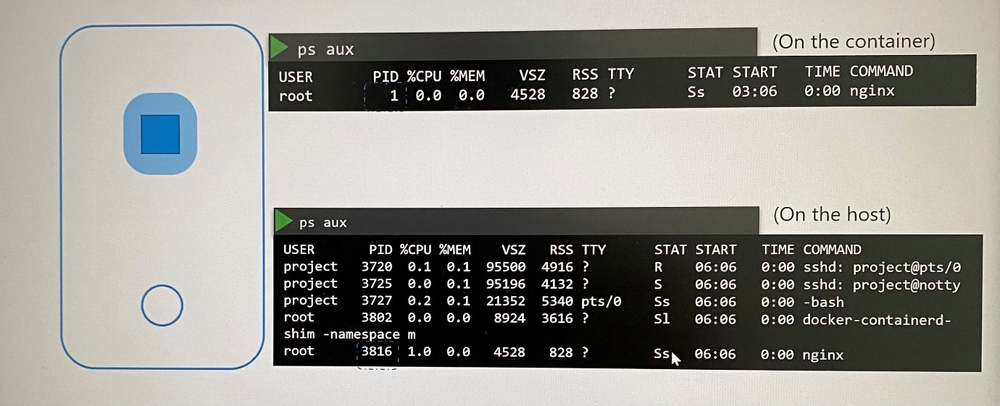 ps aux (On the container)
USER PID %CPU %MEM VSZ RSS TTY STAT START TIME COMMAND
root 1 0.0 0.0 4528 828 ? Ss 03:06 0:00 nginx
ps aux (On the host)
USER PID %CPU %MEM VSZ RSS TTY STAT START TIME COMMAND
project 3720 0.1 0.1 95500 4916 ? R 06:06 0:00 sshd: project@pts/0
project 3725 0.0 0.1 95196 4132 ? S 06:06 0:00 sshd: project@notty
project 3727 0.2 0.1 21352 5340 pts/0 Ss 06:06 0:00 -bash
root 3802 0.0 0.0 8924 3616 ? Sl 06:06 0:00 docker-containerd-
shim -namespace m
root 3816 1.0 0.0 4528 828 ? Ss 06:06 0:00 nginx